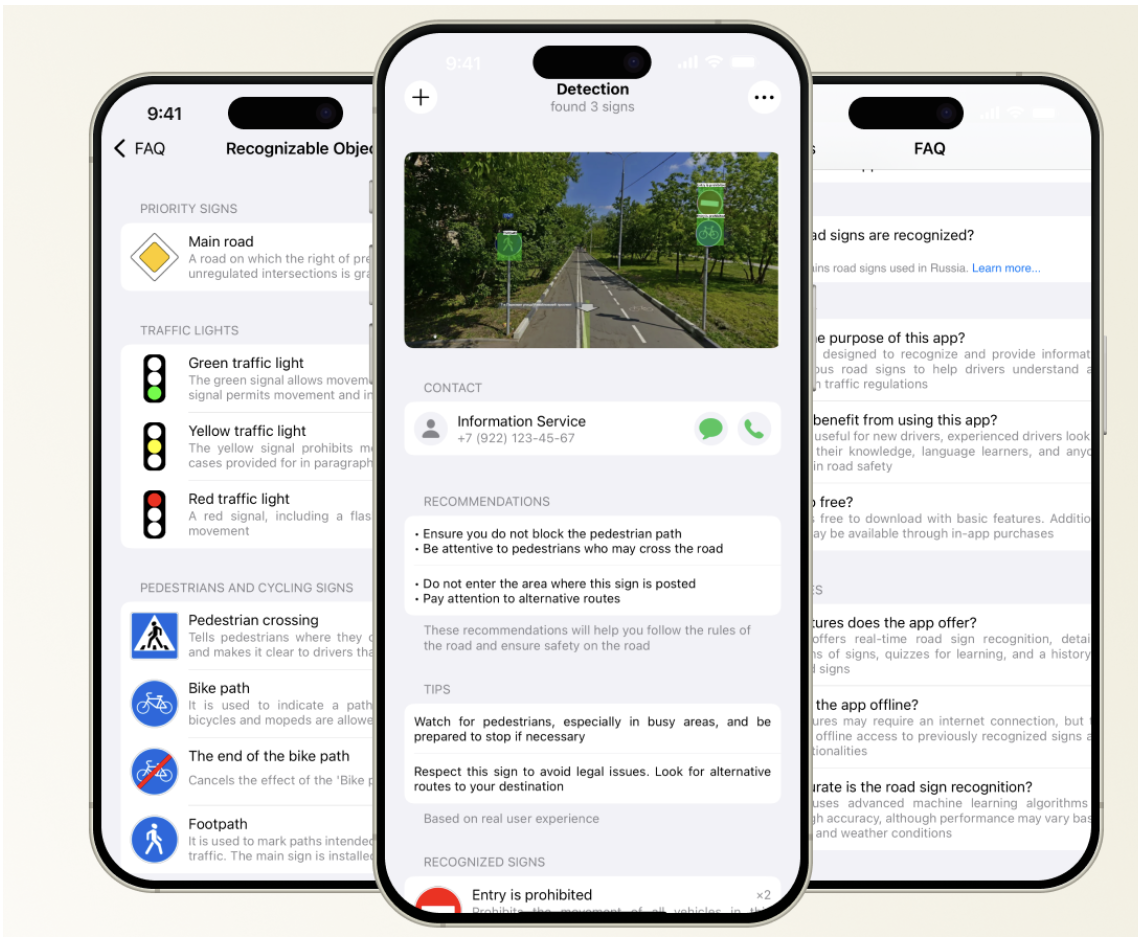 9:41
FAQ
Recognizable Objec
PRIORITY SIGNS
Main road
A road on which the right of pre
unregulated intersections is gra
TRAFFIC LIGHTS
Green traffic light
The green signal allows movem
signal permits movement and in
Yellow traffic light
The yellow signal prohibits m
cases provided for in paragraph
Red traffic light
A red signal, including a flas
movement
PEDESTRIANS AND CYCLING SIGNS
Pedestrian crossing
Tells pedestrians where they c
and makes it clear to drivers tha
Bike path
It is used to indicate a path
bicycles and mopeds are allowe
The end of the bike path
Cancels the effect of the 'Bike p
Footpath
It is used to mark paths intended
traffic. The main sign is installed
9:41
Detection
found 3 signs
CONTACT
Information Service
+7 (922) 123-45-67
RECOMMENDATIONS
• Ensure you do not block the pedestrian path
• Be attentive to pedestrians who may cross the road
• Do not enter the area where this sign is posted
• Pay attention to alternative routes
These recommendations will help you follow the rules of
the road and ensure safety on the road
TIPS
Watch for pedestrians, especially in busy areas, and be
prepared to stop if necessary
Respect this sign to avoid legal issues. Look for alternative
routes to your destination
Based on real user experience
RECOGNIZED SIGNS
Entry is prohibited
×2
Prohibits the movement of all vehicles in this
FAQ
ad signs are recognized?
ains road signs used in Russia. Learn more...
e purpose of this app?
designed to recognize and provide informat
ous road signs to help drivers understand a
h traffic regulations
benefit from using this app?
useful for new drivers, experienced drivers look
their knowledge, language learners, and anyo
in road safety
free?
free to download with basic features. Additio
ay be available through in-app purchases
ES
tures does the app offer?
offers real-time road sign recognition, detai
ns of signs, quizzes for learning, and a history
d signs
the app offline?
ures may require an internet connection, but
offline access to previously recognized signs a
tionalities
urate is the road sign recognition?
uses advanced machine learning algorithms
gh accuracy, although performance may vary bas
and weather conditions